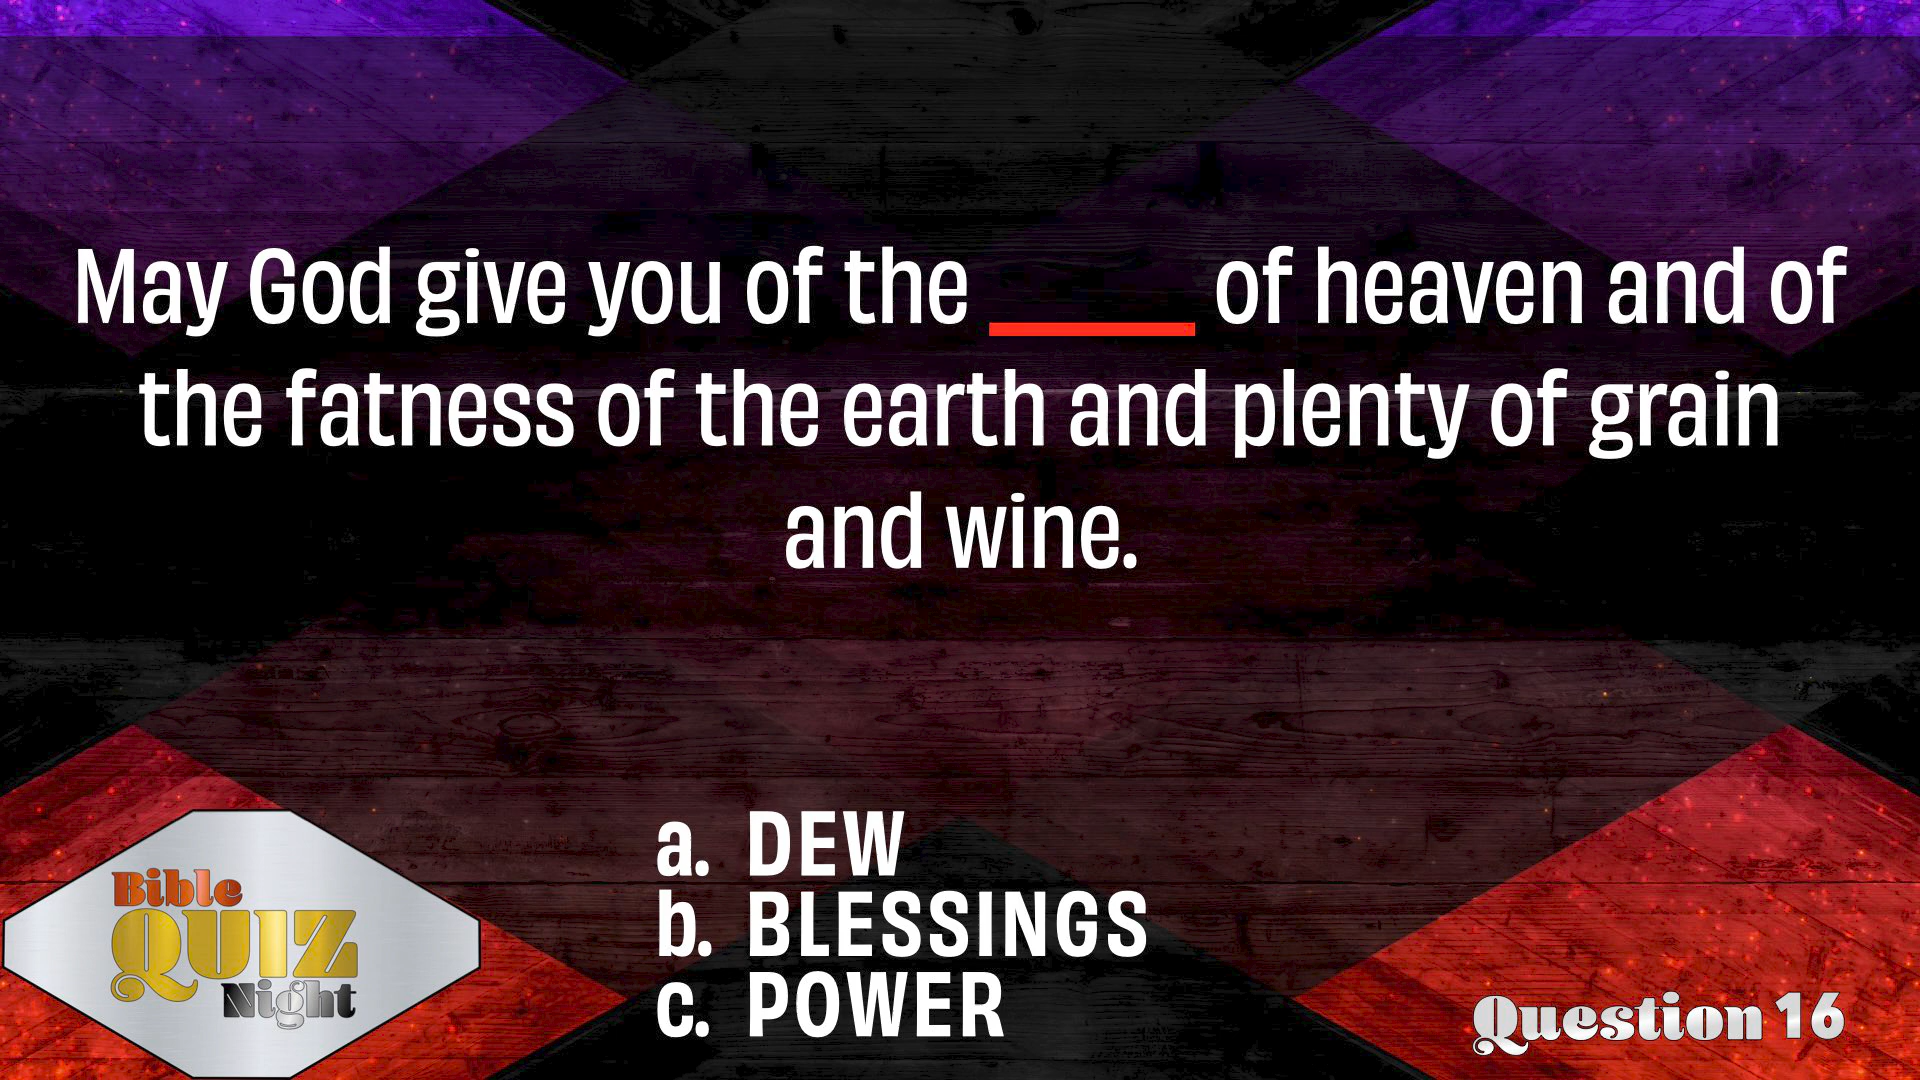 May God give you of the _____ of heaven and of
the fatness of the earth and plenty of grain
and wine.
a. DEW
b. BLESSINGS
c. POWER
Bible
QUIZ
Night
Question 16